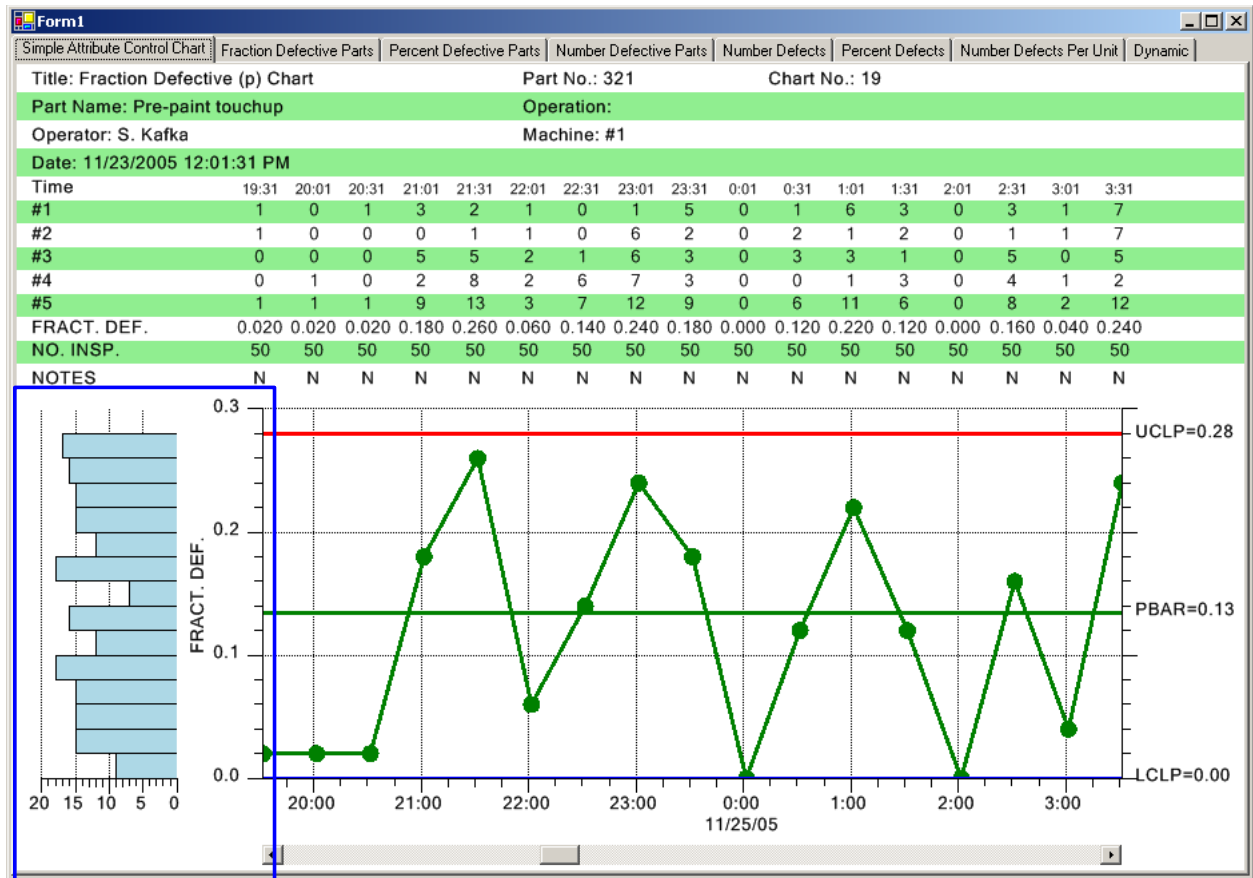 Form1
Simple Attribute Control Chart Fraction Defective Parts Percent Defective Parts Number Defective Parts Number Defects Percent Defects Number Defects Per Unit Dynamic
Title: Fraction Defective (p) Chart Part No.: 321 Chart No.: 19
Part Name: Pre-paint touchup Operation:
Operator: S. Kafka Machine: #1
Date: 11/23/2005 12:01:31 PM
Time 19:31 20:01 20:31 21:01 21:31 22:01 22:31 23:01 23:31 0:01 0:31 1:01 1:31 2:01 2:31 3:01 3:31
#1 1 0 1 3 2 1 0 1 5 0 1 6 3 0 3 1 7
#2 1 0 0 0 1 1 0 6 2 0 2 1 2 0 1 1 7
#3 0 0 0 5 5 2 1 6 3 0 3 3 1 0 5 0 5
#4 0 1 0 2 8 2 6 7 3 0 0 1 3 0 4 1 2
#5 1 1 1 9 13 3 7 12 9 0 6 11 6 0 8 2 12
FRACT. DEF. 0.020 0.020 0.020 0.180 0.260 0.060 0.140 0.240 0.180 0.000 0.120 0.220 0.120 0.000 0.160 0.040 0.240
NO. INSP. 50 50 50 50 50 50 50 50 50 50 50 50 50 50 50 50 50
NOTES N N N N N N N N N N N N N N N N N
0.3
UCLP=0.28
0.2
FRACT. DEF.
PBAR=0.13
0.1
0.0
LCLP=0.00
20 15 10 5 0
20:00 21:00 22:00 23:00 0:00 1:00 2:00 3:00
11/25/05